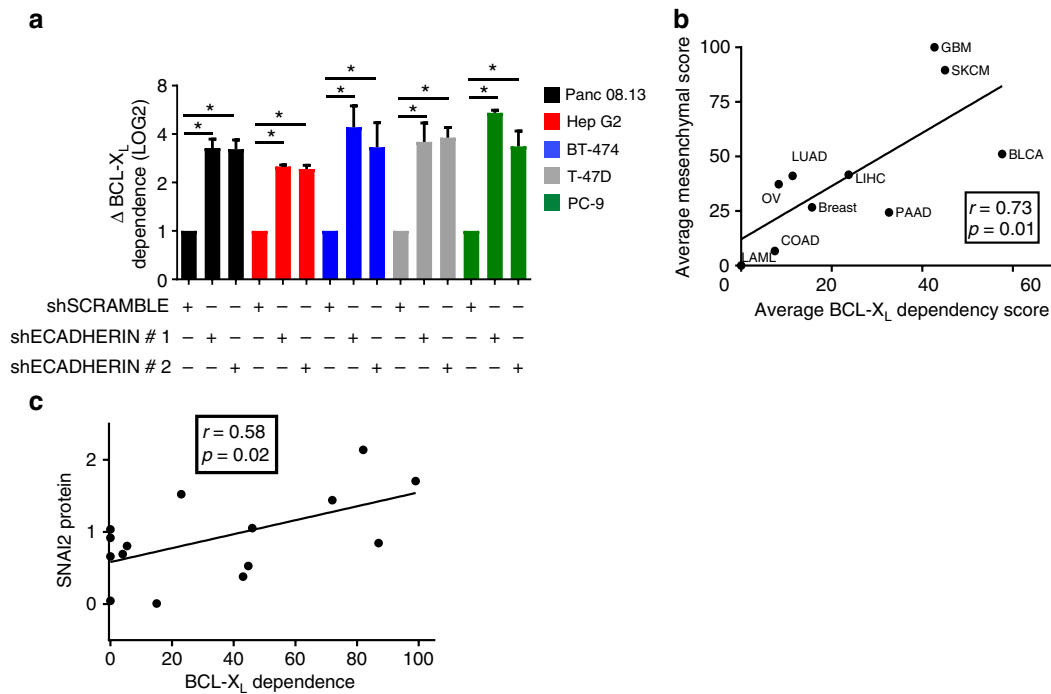 a
Δ BCL-XL
dependence (LOG2)
8
4
2
1
0
* * * * * * * * * *
Panc 08.13
Hep G2
BT-474
T-47D
PC-9
shSCRAMBLE + – – + – – + – – + – – + – –
shECADHERIN # 1 – + – – + – – + – – + – – + –
shECADHERIN # 2 – – + – – + – – + – – + – – +
b
Average mesenchymal score
100
75
50
25
0
GBM
SKCM
BLCA
LUAD
LIHC
OV
Breast
PAAD
COAD
LAML
r = 0.73
p = 0.01
0 20 40 60
Average BCL-XL dependency score
c
SNAI2 protein
2
1
0
r = 0.58
p = 0.02
0 20 40 60 80 100
BCL-XL dependence